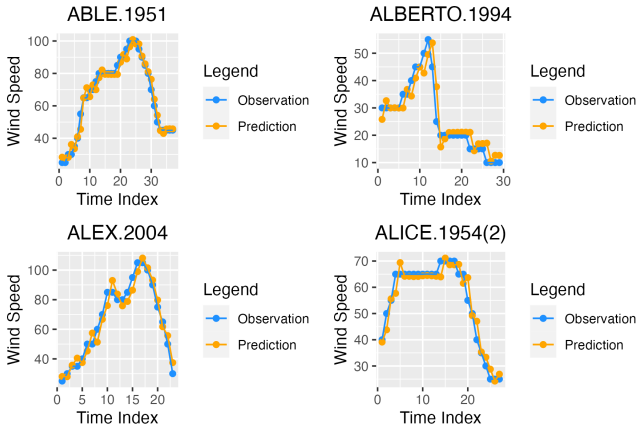 ABLE.1951
100
80
60
40
0
10
20
30
Wind Speed
Time Index
Legend
Observation
Prediction
ALBERTO.1994
50
40
30
20
10
0
10
20
30
Wind Speed
Time Index
Legend
Observation
Prediction
ALEX.2004
100
80
60
40
0
5
10
15
20
Wind Speed
Time Index
Legend
Observation
Prediction
ALICE.1954(2)
70
60
50
40
30
0
10
20
Wind Speed
Time Index
Legend
Observation
Prediction